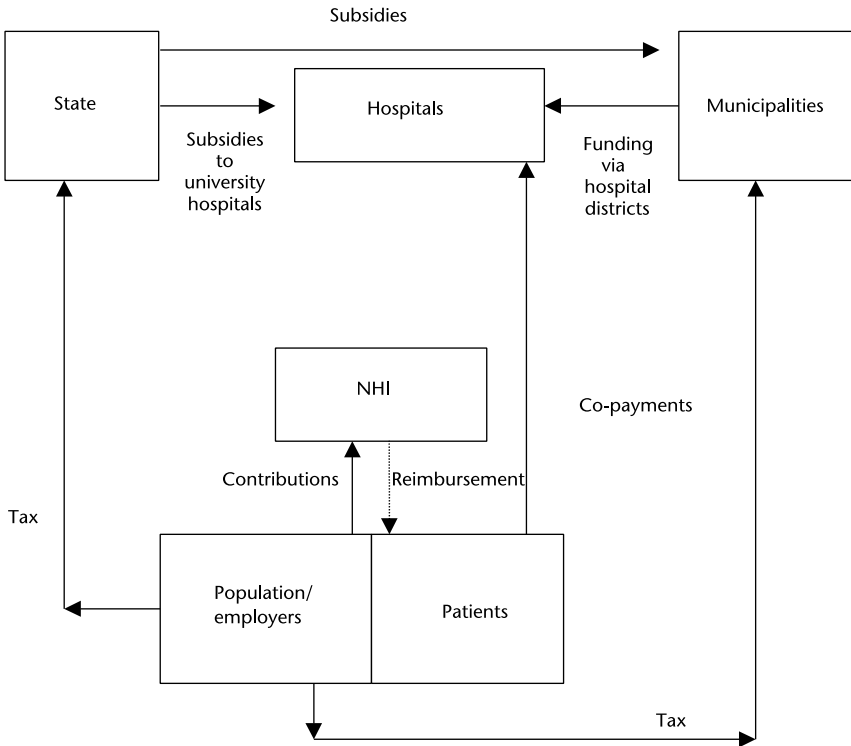 Subsidies
State
Hospitals
Municipalities
Subsidies
to
university
hospitals
Funding
via
hospital
districts
NHI
Co-payments
Contributions
Reimbursement
Tax
Population/
employers
Patients
Tax